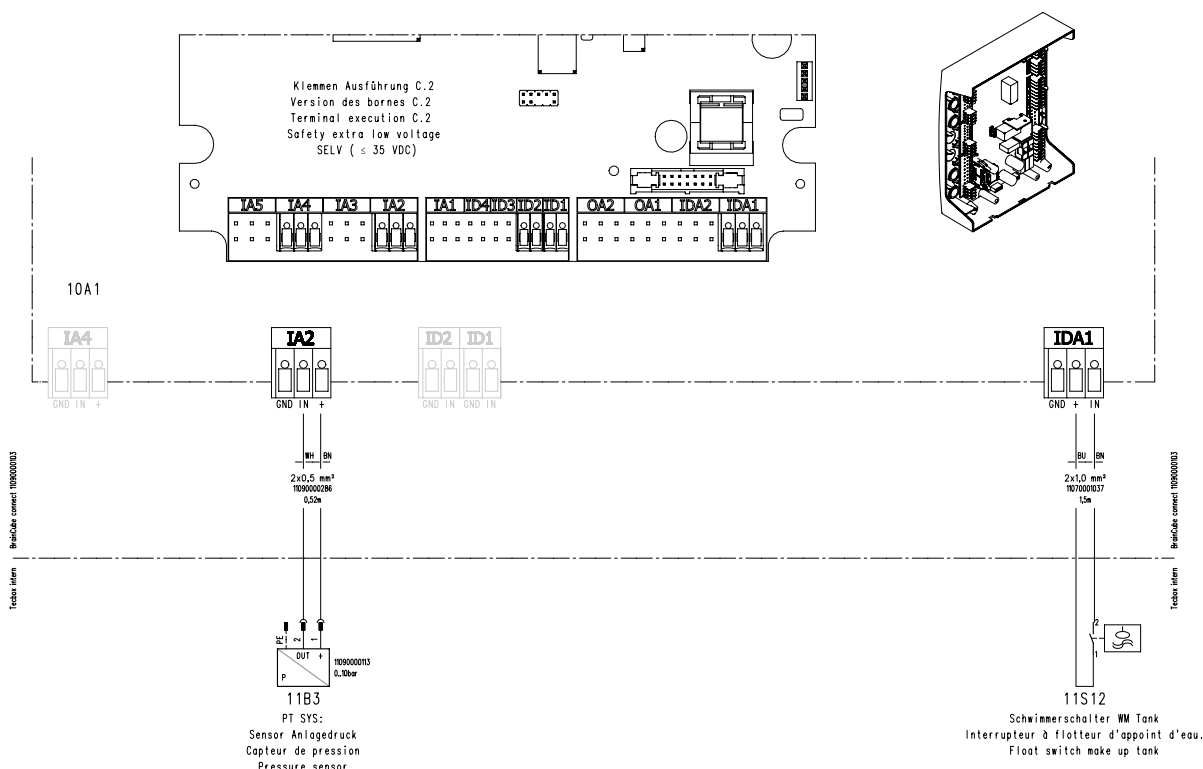 Klemmen Ausführung C.2
Version des bornes C.2
Terminal execution C.2
Safety extra low voltage
SELV ( ≤ 35 VDC)
IA5 IA4 IA3 IA2 IA1 ID4 ID3 ID2 ID1 OA2 OA1 IDA2 IDA1
10A1
IA4 IA2 ID2 ID1 IDA1
GND IN + GND IN + GND IN GND IN GND + IN
WH BN BU BN
2x0,5 mm² 2x1,0 mm²
11090000286 11070001037
0,52m 1,5m
BrainCube connect 11090000103
BrainCube connect 11090000103
Tecbox intern
Tecbox intern
PE 2 1
OUT +
P
11090000113
0..10bar
2
1
11B3 11S12
PT SYS:
Sensor Anlagedruck
Capteur de pression
Pressure sensor
Schwimmerschalter WM Tank
Interrupteur à flotteur d'appoint d'eau.
Float switch make up tank